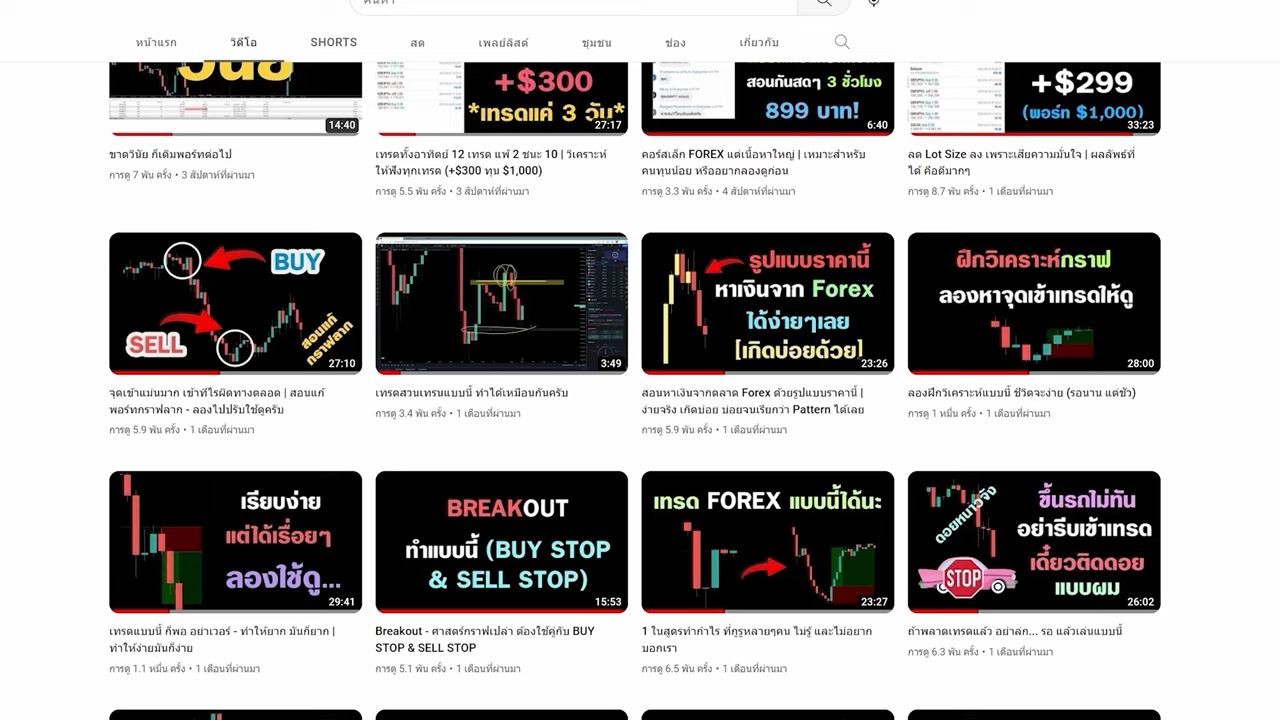 ค้นหา
หน้าแรก
วิดีโอ
SHORTS
สด
เพลย์ลิสต์
ชุมชน
ช่อง
เกี่ยวกับ
วินัย
14:40
+$300
*เทรดแค่ 3 วัน*
27:17
สอนกันสดๆ 3 ชั่วโมง
899 บาท!
6:40
+$299
(พอร์ท $1,000)
33:23
ขาดวินัย ก็เติมพอร์ทต่อไป
การดู 7 พัน ครั้ง • 3 สัปดาห์ที่ผ่านมา
เทรดทั้งอาทิตย์ 12 เทรด แพ้ 2 ชนะ 10 | วิเคราะห์
ให้ฟังทุกเทรด (+$300 ทุน $1,000)
การดู 5.5 พัน ครั้ง • 3 สัปดาห์ที่ผ่านมา
คอร์สเล็ก FOREX แต่เนื้อหาใหญ่ | เหมาะสำหรับ
คนทุนน้อย หรืออยากลองดูก่อน
การดู 3.3 พัน ครั้ง • 4 สัปดาห์ที่ผ่านมา
ลด Lot Size ลง เพราะเสียความมั่นใจ | ผลลัพธ์ที่
ได้ คือดีมากๆ
การดู 8.7 พัน ครั้ง • 1 เดือนที่ผ่านมา
BUY
SELL
สอนแก้
กราฟลาก
27:10
3:49
รูปแบบราคานี้
หาเงินจาก Forex
ได้ง่ายๆเลย
[เกิดบ่อยด้วย]
23:26
ฝึกวิเคราะห์กราฟ
ลองหาจุดเข้าเทรดให้ดู
28:00
จุดเข้าแม่นมาก เข้าทีไรผิดทางตลอด | สอนแก้
พอร์ทกราฟลาก - ลองไปปรับใช้ดูครับ
การดู 5.9 พัน ครั้ง • 1 เดือนที่ผ่านมา
เทรดสวนเทรนแบบนี้ ทำได้เหมือนกันครับ
การดู 3.4 พัน ครั้ง • 1 เดือนที่ผ่านมา
สอนหาเงินจากตลาด Forex ด้วยรูปแบบราคานี้ |
ง่ายจริง เกิดบ่อย บ่อยจนเรียกว่า Pattern ได้เลย
การดู 5.9 พัน ครั้ง • 1 เดือนที่ผ่านมา
ลองฝึกวิเคราะห์แบบนี้ ชีวิตจะง่าย (รอนาน แต่ชัว)
การดู 1 หมื่น ครั้ง • 1 เดือนที่ผ่านมา
เรียบง่าย
แต่ได้เรื่อยๆ
ลองใช้ดู...
29:41
BREAKOUT
ทำแบบนี้ (BUY STOP
& SELL STOP)
15:53
เทรด FOREX แบบนี้ได้นะ
23:27
ดอยหนาวจัง
STOP
ขึ้นรถไม่ทัน
อย่ารีบเข้าเทรด
เดี๋ยวติดดอย
แบบผม
26:02
เทรดแบบนี้ ก็พอ อย่าเวอร์ - ทำให้ยาก มันก็ยาก |
ทำให้ง่ายมันก็ง่าย
การดู 1.1 หมื่น ครั้ง • 1 เดือนที่ผ่านมา
Breakout - ศาสตร์กราฟเปล่า ต้องใช้คู่กับ BUY
STOP & SELL STOP
การดู 5.1 พัน ครั้ง • 1 เดือนที่ผ่านมา
1 ในสูตรทำกำไร ที่กูรูหลายๆคน ไม่รู้ และไม่อยาก
บอกเรา
การดู 6.5 พัน ครั้ง • 1 เดือนที่ผ่านมา
ถ้าพลาดเทรดแล้ว อย่าล่ก... รอ แล้วเล่นแบบนี้
การดู 6.3 พัน ครั้ง • 1 เดือนที่ผ่านมา